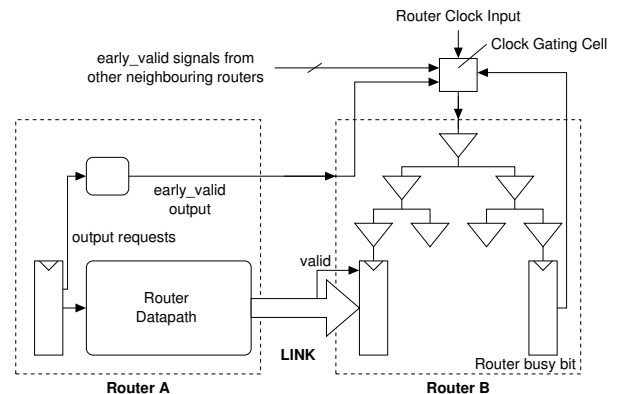 Router Clock Input
Clock Gating Cell
early_valid signals from
other neighbouring routers
early_valid
output
output requests
valid
Router
Datapath
LINK
Router busy bit
Router A
Router B